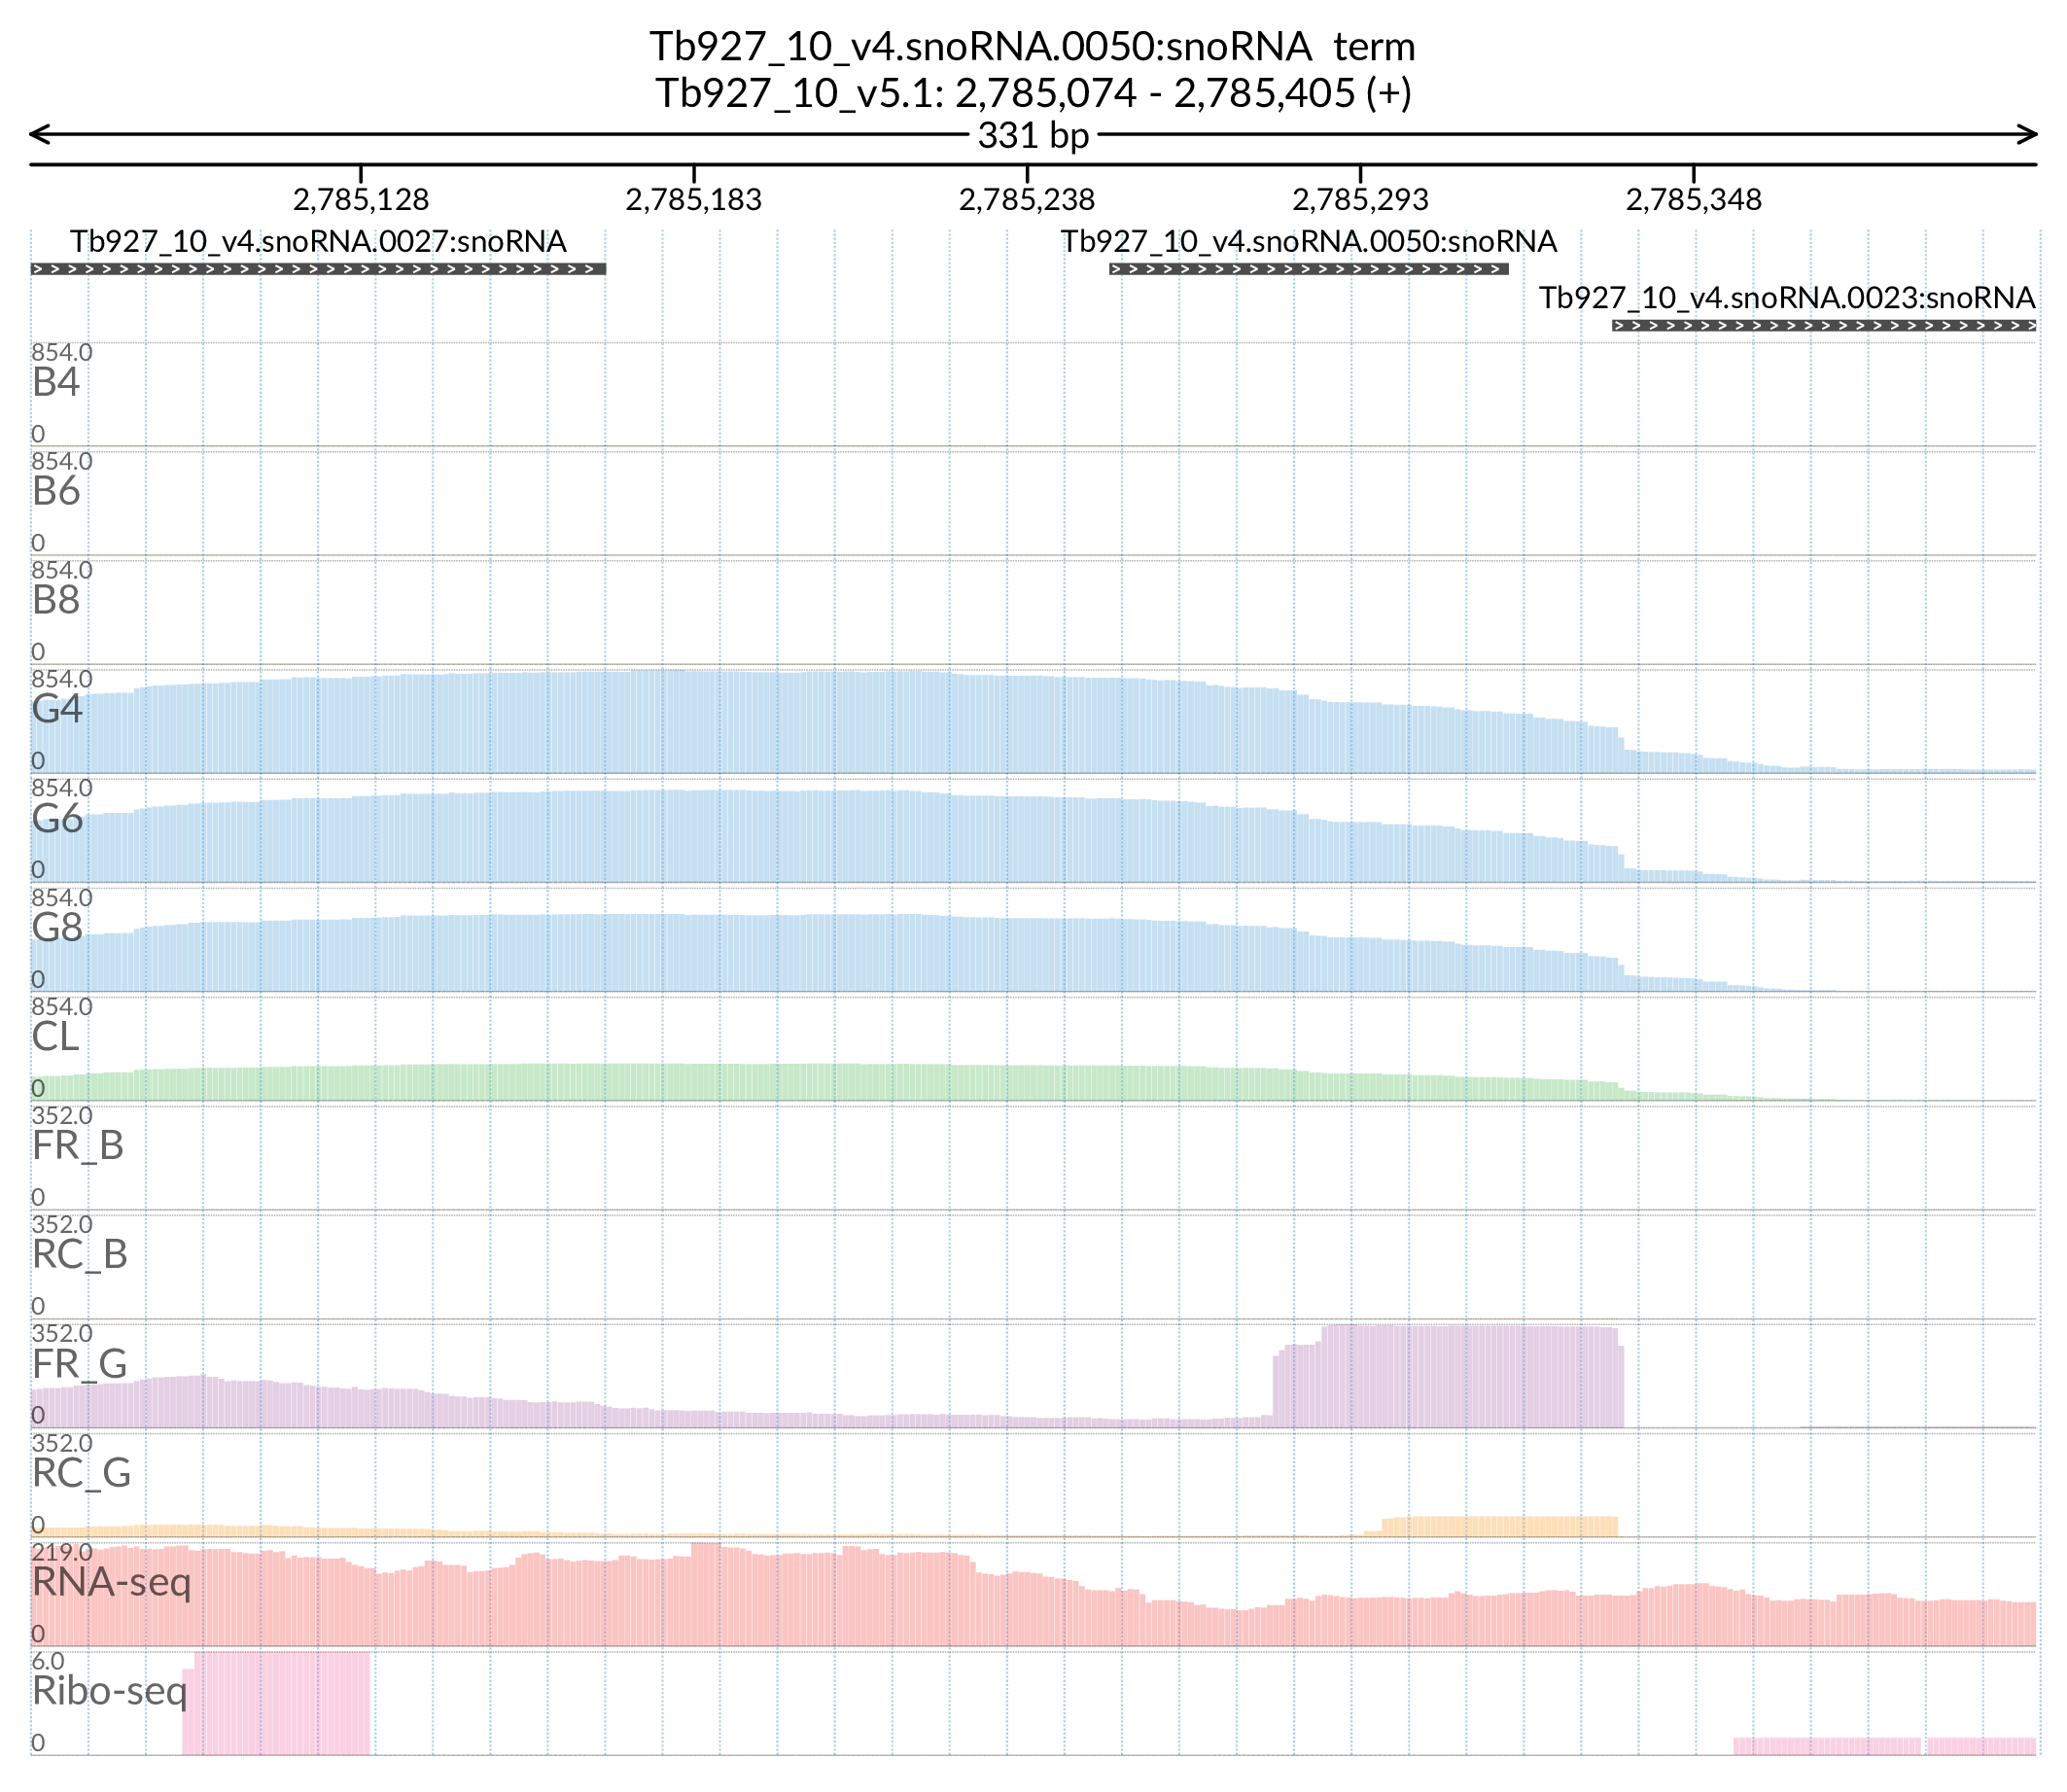 Tb927_10_v4.snoRNA.0050:snoRNA term
Tb927_10_v5.1: 2,785,074 - 2,785,405 (+)
331 bp
2,785,128 2,785,183 2,785,238 2,785,293 2,785,348
Tb927_10_v4.snoRNA.0027:snoRNA Tb927_10_v4.snoRNA.0050:snoRNA
Tb927_10_v4.snoRNA.0023:snoRNA
854.0
B4
0
854.0
B6
0
854.0
B8
0
854.0
G4
0
854.0
G6
0
854.0
G8
0
854.0
CL
0
352.0
FR_B
0
352.0
RC_B
0
352.0
FR_G
0
352.0
RC_G
0
219.0
RNA-seq
0
6.0
Ribo-seq
0